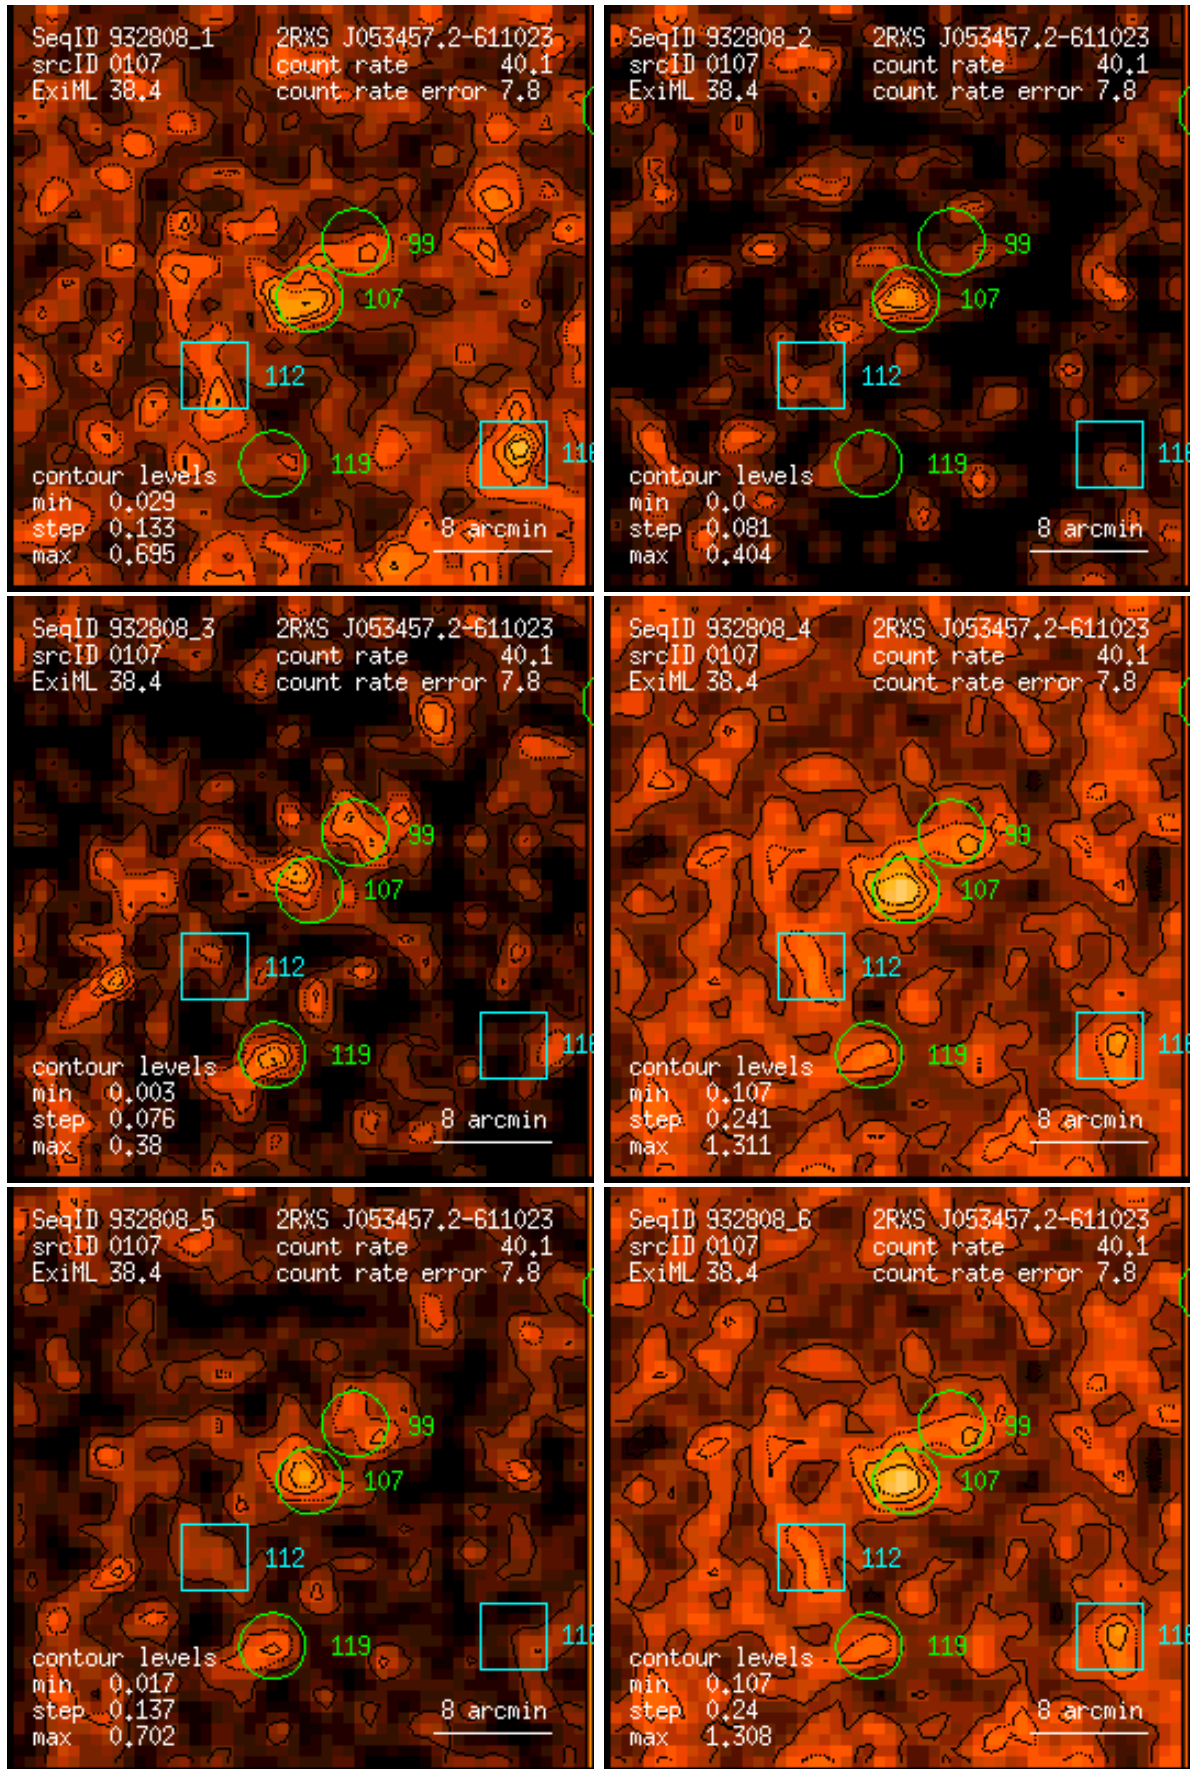 SeqID 932808_1 2RXS J053457.2-611023
srcID 0107 count rate 40.1
ExiML 38.4 count rate error 7.8
99
107
112
119
contour levels
min 0.029
step 0.133 8 arcmin
max 0.695
SeqID 932808_2 2RXS J053457.2-611023
srcID 0107 count rate 40.1
ExiML 38.4 count rate error 7.8
99
107
112
119
contour levels
min 0.0
step 0.081 8 arcmin
max 0.404
SeqID 932808_3 2RXS J053457.2-611023
srcID 0107 count rate 40.1
ExiML 38.4 count rate error 7.8
99
107
112
119
contour levels
min 0.003
step 0.076 8 arcmin
max 0.38
SeqID 932808_4 2RXS J053457.2-611023
srcID 0107 count rate 40.1
ExiML 38.4 count rate error 7.8
99
107
112
119
contour levels
min 0.107
step 0.241 8 arcmin
max 1.311
SeqID 932808_5 2RXS J053457.2-611023
srcID 0107 count rate 40.1
ExiML 38.4 count rate error 7.8
99
107
112
119
contour levels
min 0.017
step 0.137 8 arcmin
max 0.702
SeqID 932808_6 2RXS J053457.2-611023
srcID 0107 count rate 40.1
ExiML 38.4 count rate error 7.8
99
107
112
119
contour levels
min 0.107
step 0.24 8 arcmin
max 1.308